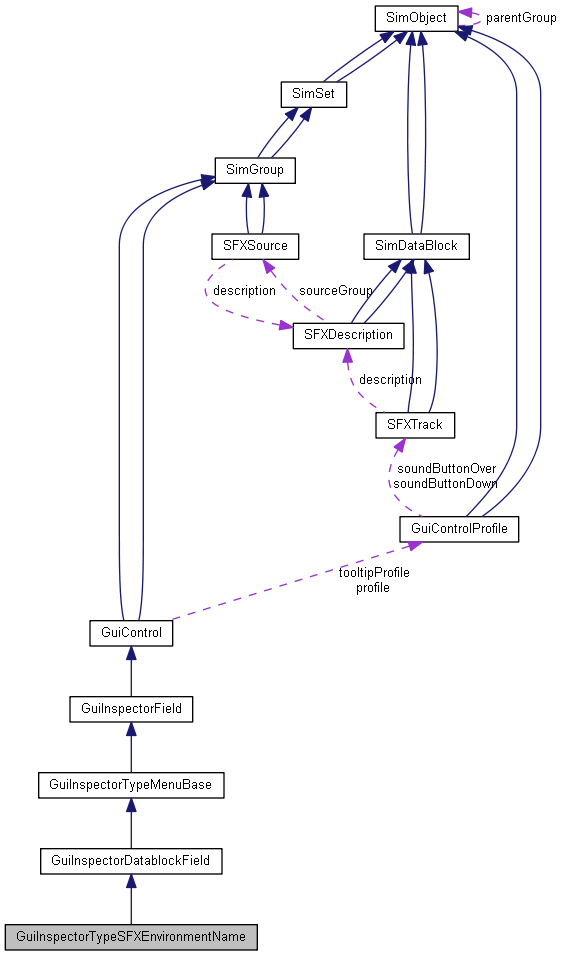 SimObject
parentGroup
SimSet
SimGroup
SFXSource
SimDataBlock
description
sourceGroup
SFXDescription
description
SFXTrack
soundButtonOver
soundButtonDown
GuiControlProfile
tooltipProfile
profile
GuiControl
GuiInspectorField
GuiInspectorTypeMenuBase
GuiInspectorDatablockField
GuiInspectorTypeSFXEnvironmentName